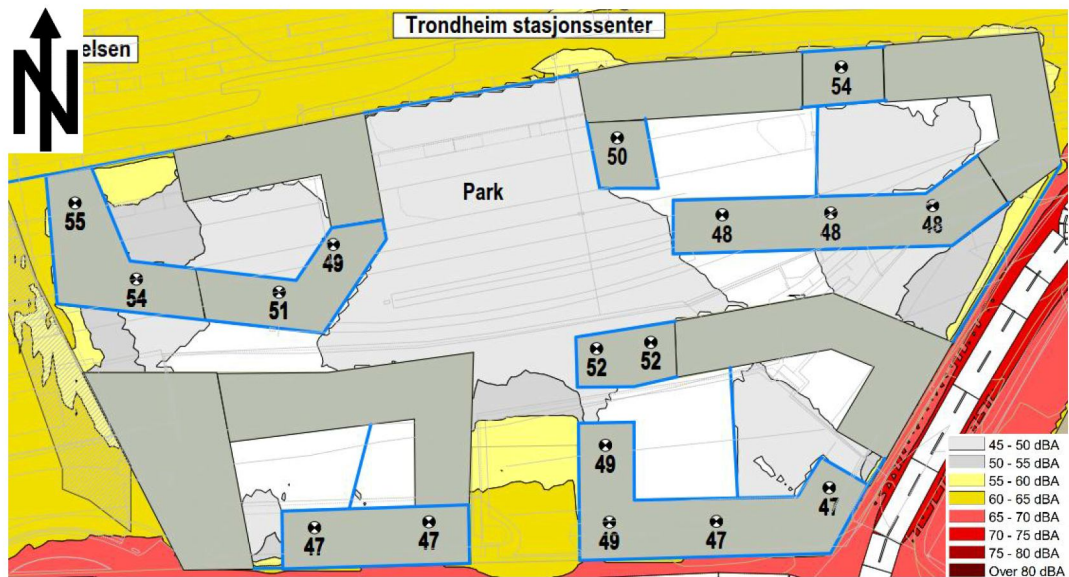 Trondheim stasjonssenter
N
elsen
54
50
Park
55
48
48
48
49
54
51
52
52
49
47
47
47
49
47
45 - 50 dBA
50 - 55 dBA
55 - 60 dBA
60 - 65 dBA
65 - 70 dBA
70 - 75 dBA
75 - 80 dBA
Over 80 dBA